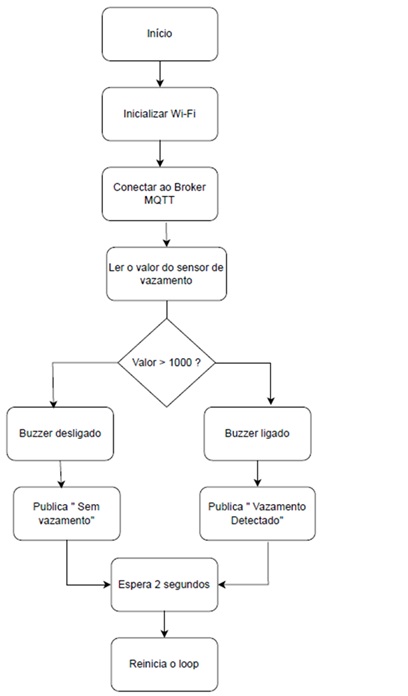 Início
Inicializar Wi-Fi
Conectar ao Broker
MQTT
Ler o valor do sensor de
vazamento
Valor > 1000 ?
Buzzer desligado
Buzzer ligado
Publica " Sem
vazamento"
Publica " Vazamento
Detectado"
Espera 2 segundos
Reinicia o loop